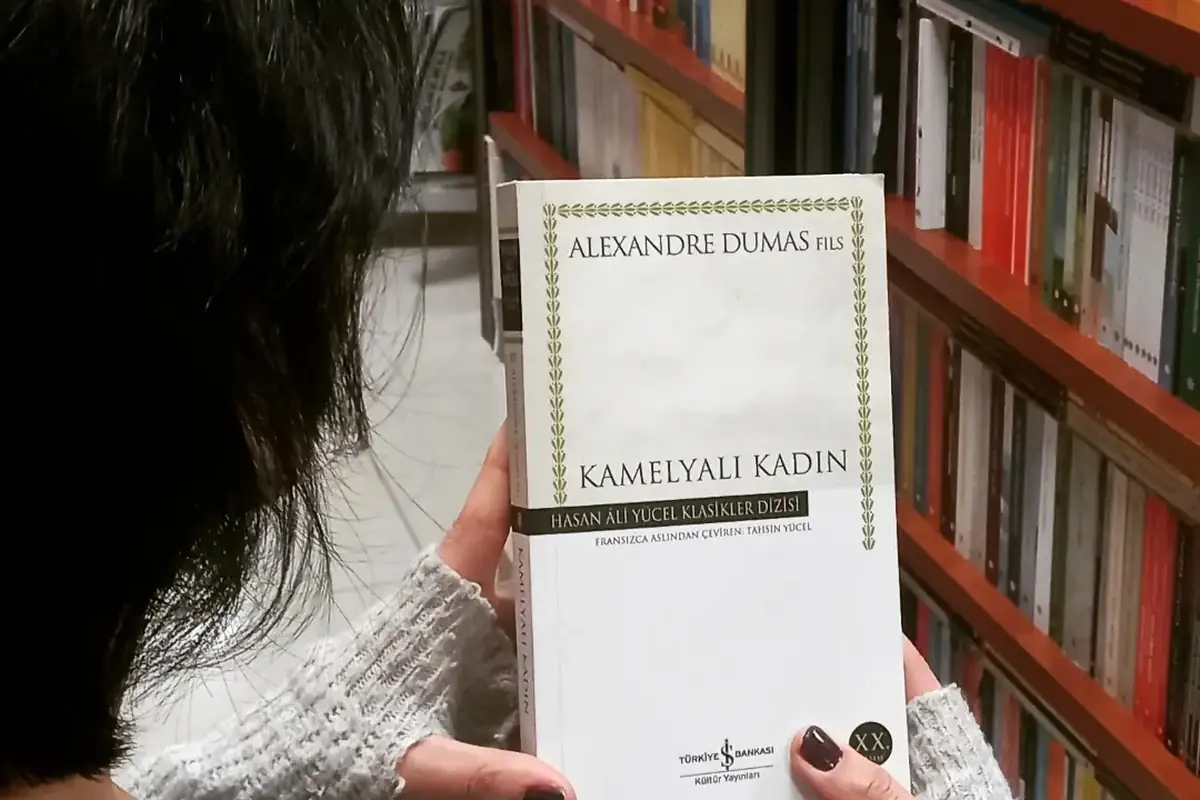 ALEXANDRE DUMAS FILS
KAMELYALI KADIN
HASAN ÂLİ YÜCEL KLASİKLER DİZİSİ
FRANSIZCA ASLINDAN ÇEVİREN: TAHSİN YÜCEL
KAMELYALI KADIN
TÜRKİYE İŞ BANKASI
Kültür Yayınları
XX.